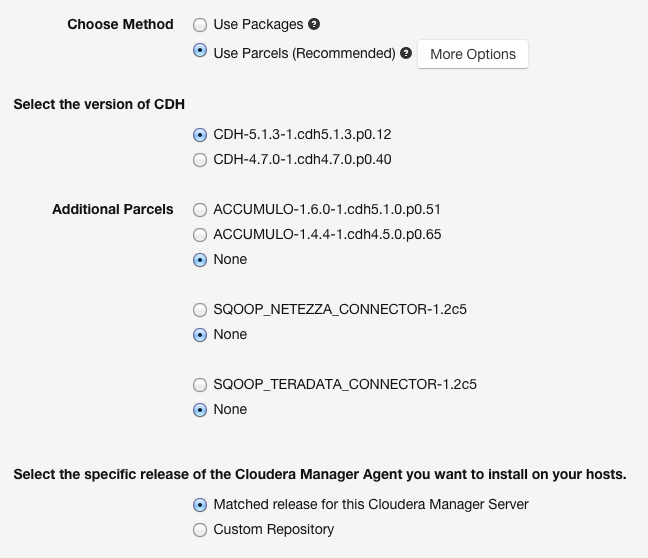 Choose Method Use Packages ?
Use Parcels (Recommended) ? More Options
Select the version of CDH
CDH-5.1.3-1.cdh5.1.3.p0.12
CDH-4.7.0-1.cdh4.7.0.p0.40
Additional Parcels ACCUMULO-1.6.0-1.cdh5.1.0.p0.51
ACCUMULO-1.4.4-1.cdh4.5.0.p0.65
None
SQOOP_NETEZZA_CONNECTOR-1.2c5
None
SQOOP_TERADATA_CONNECTOR-1.2c5
None
Select the specific release of the Cloudera Manager Agent you want to install on your hosts.
Matched release for this Cloudera Manager Server
Custom Repository